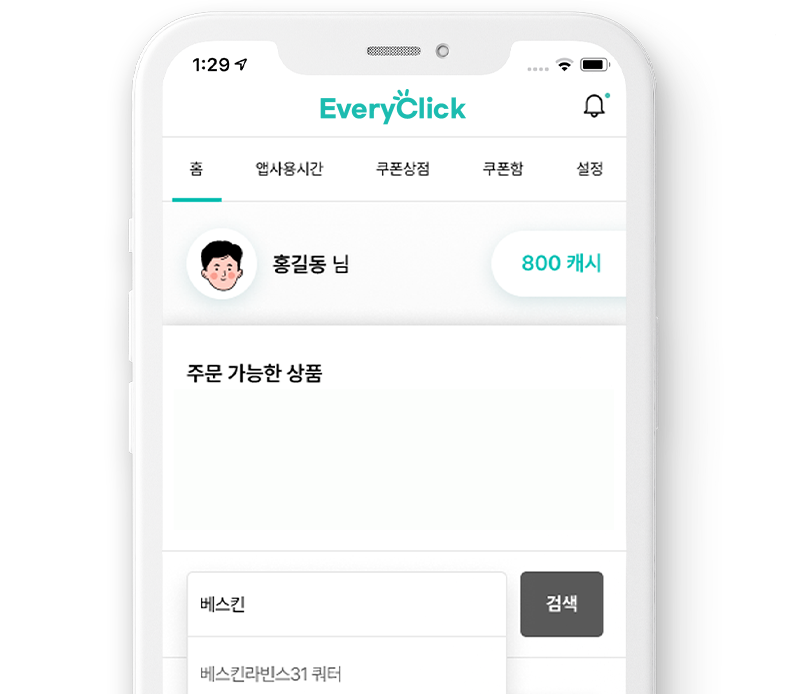 1:29
EveryClick
홈 앱사용시간 쿠폰상점 쿠폰함 설정
홍길동 님
800 캐시
주문 가능한 상품
베스킨
검색
베스킨라빈스31 쿼터